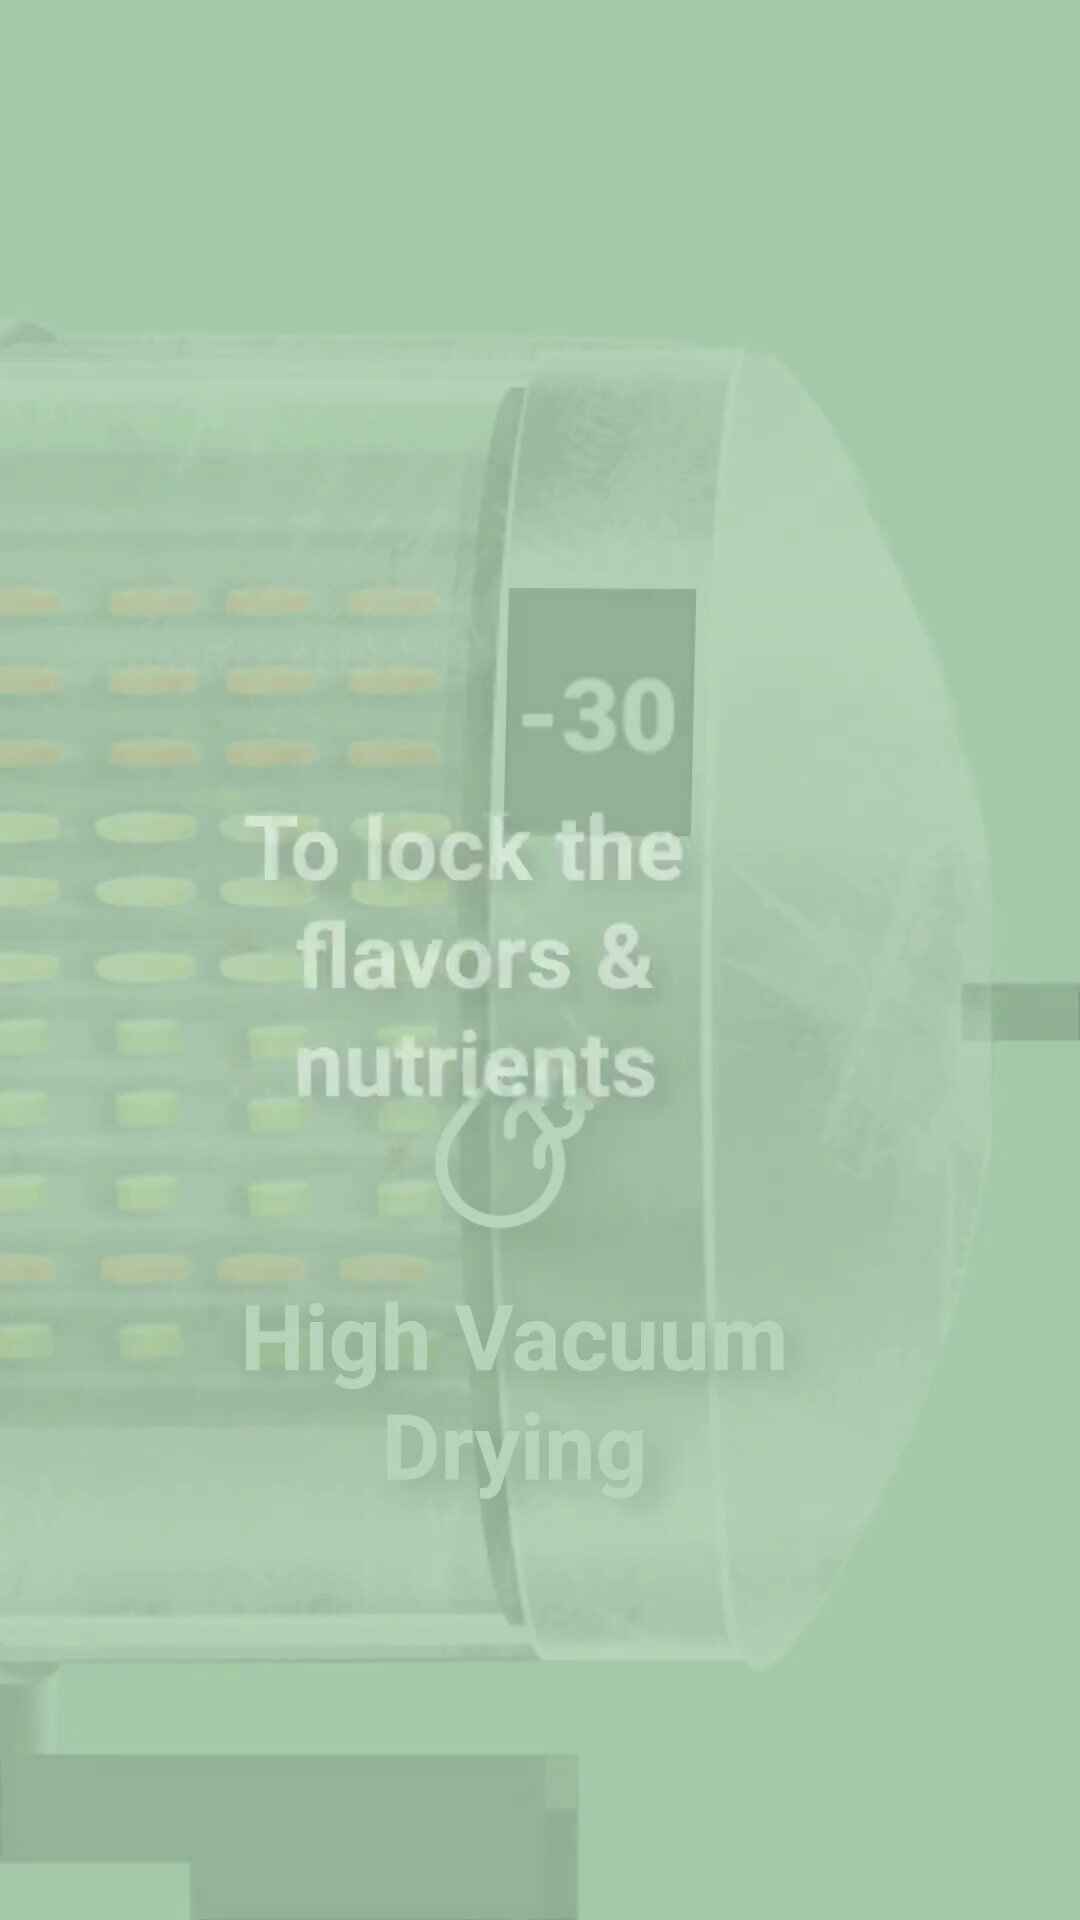 -30
To lock the
flavors &
nutrients
High Vacuum
Drying